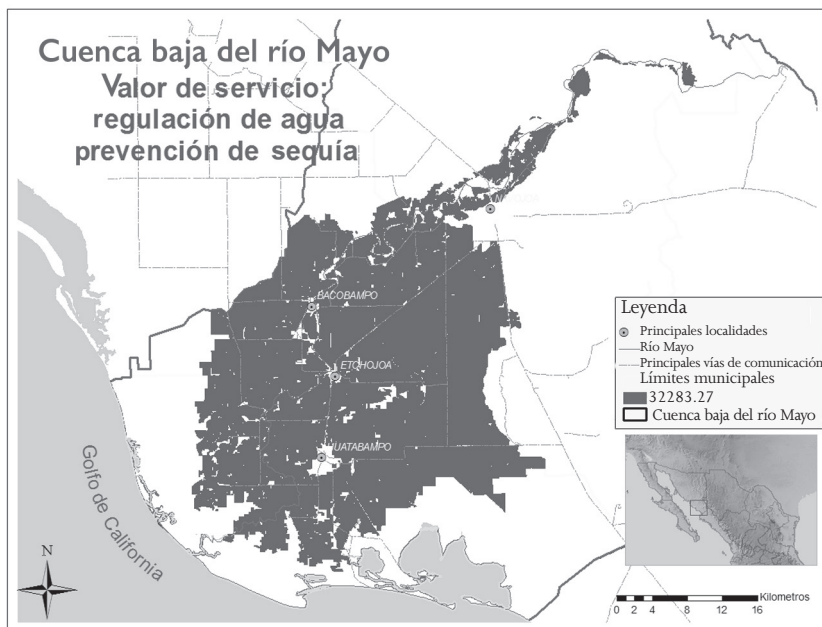 Cuenca baja del río Mayo
Valor de servicio:
regulación de agua
prevención de sequía
BACOBAMPO
ETCHOJOA
HUATABAMPO
Golfo de California
N
Leyenda
Principales localidades
Río Mayo
Principales vías de comunicación
Límites municipales
32283.27
Cuenca baja del río Mayo
Kilometros
0 1 2 4 8 12 16